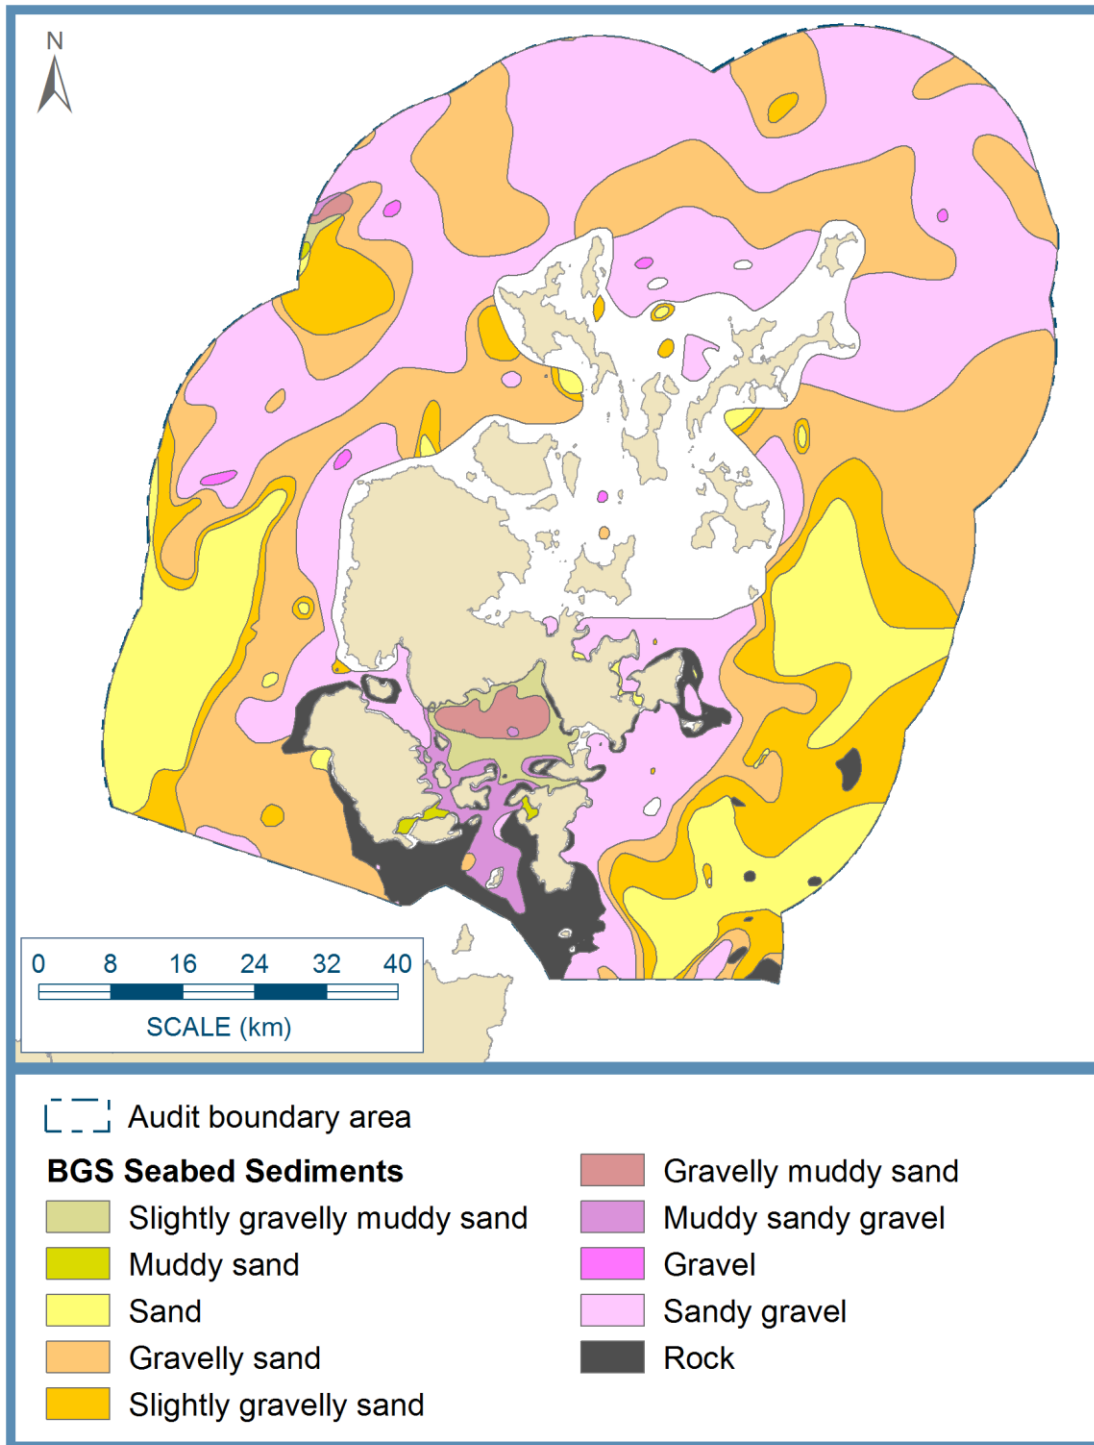 N
0 8 16 24 32 40
SCALE (km)
Audit boundary area
BGS Seabed Sediments
Slightly gravelly muddy sand
Muddy sand
Sand
Gravelly sand
Slightly gravelly sand
Gravelly muddy sand
Muddy sandy gravel
Gravel
Sandy gravel
Rock